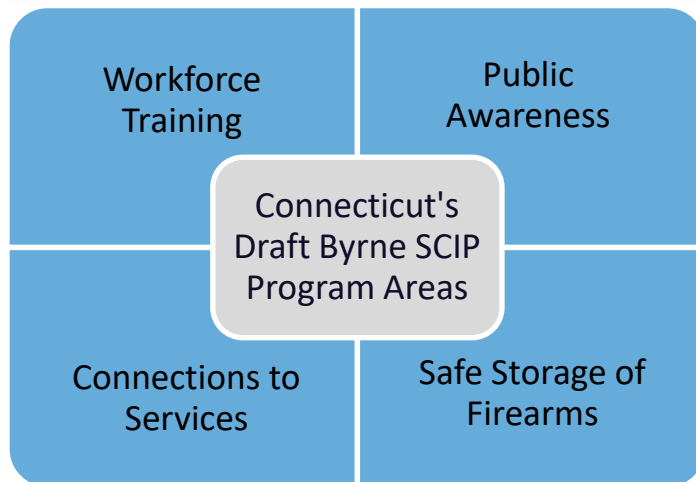 Workforce
Training
Public
Awareness
Connecticut's
Draft Byrne SCIP
Program Areas
Connections to
Services
Safe Storage of
Firearms